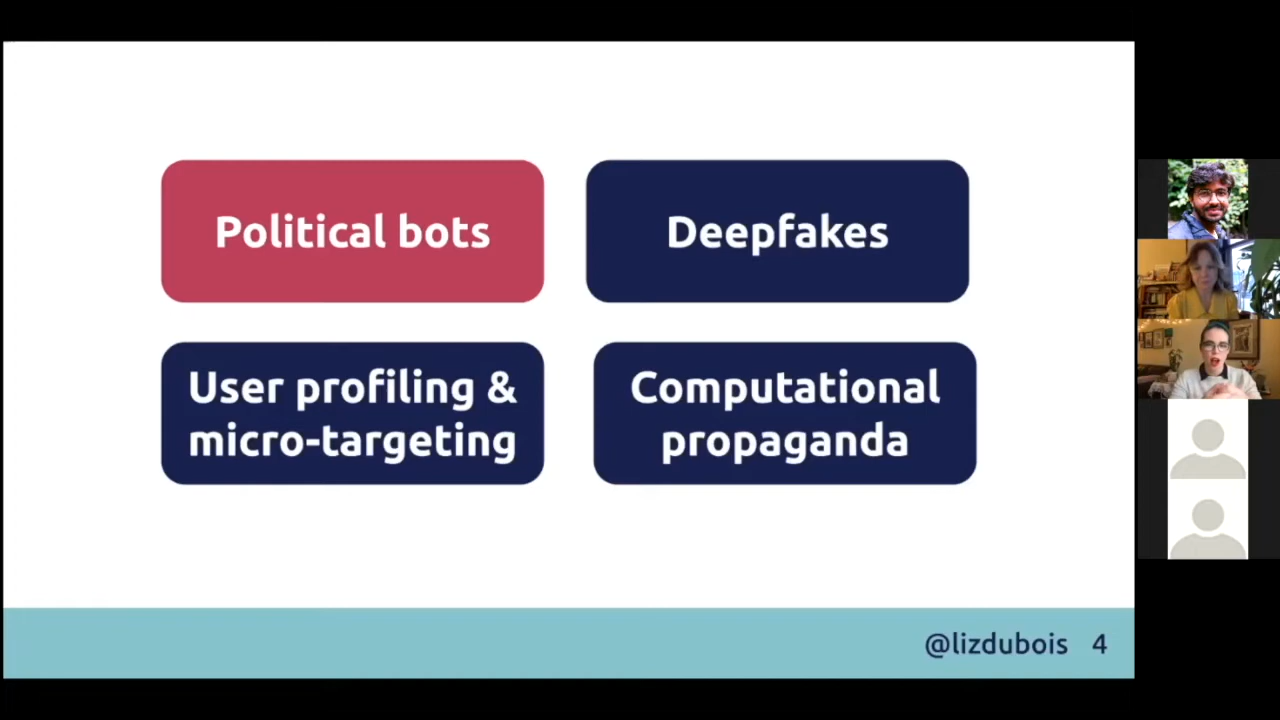 Political bots
Deepfakes
User profiling &
micro-targeting
Computational
propaganda
@lizdubois 4